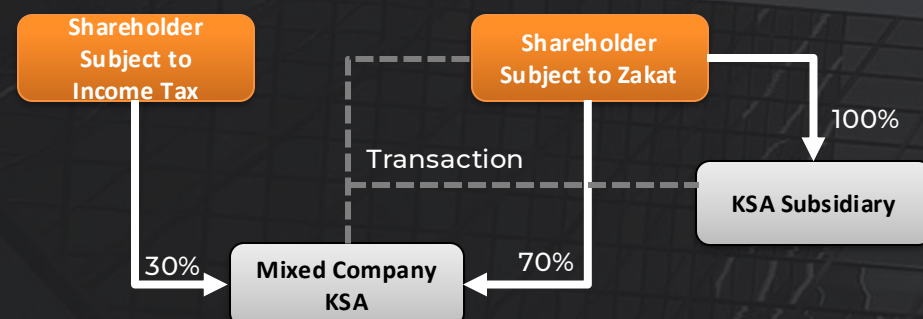 Shareholder
Subject to
Income Tax
Shareholder
Subject to Zakat
100%
Transaction
KSA Subsidiary
30%
Mixed Company
KSA
70%